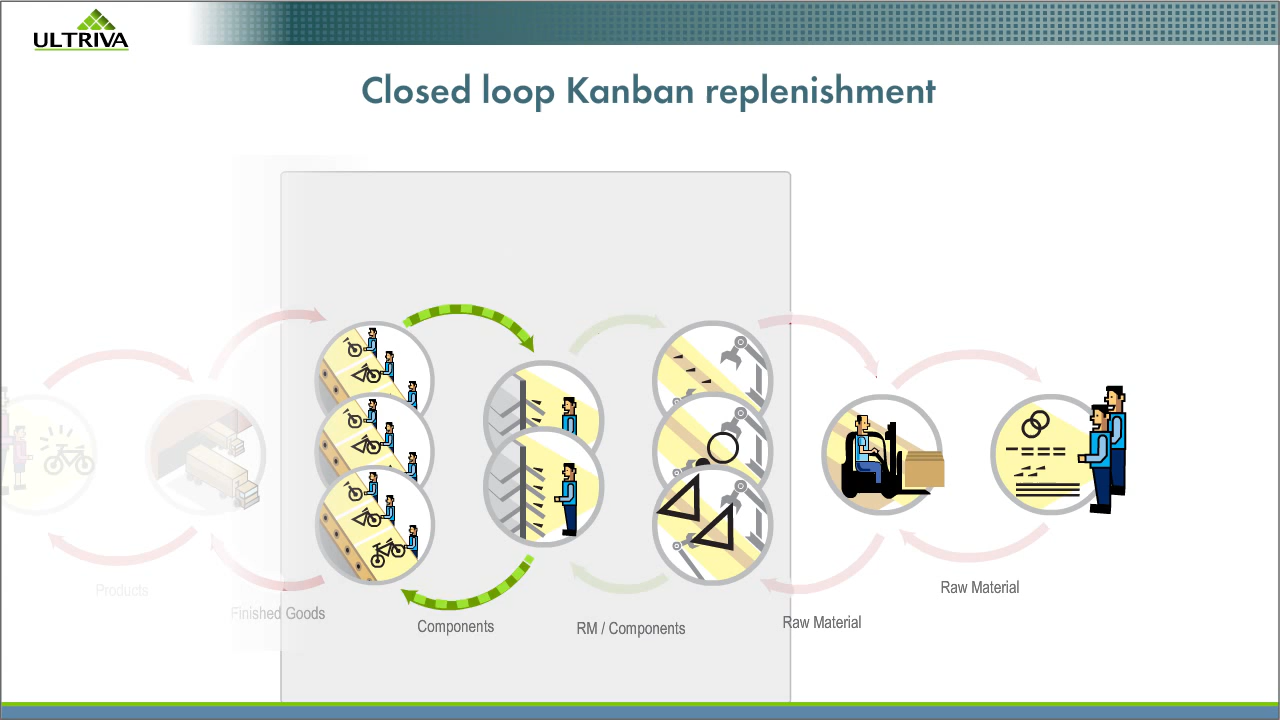 ULTRIVA
Closed loop Kanban replenishment
Products
Finished Goods
Components
RM / Components
Raw Material
Raw Material